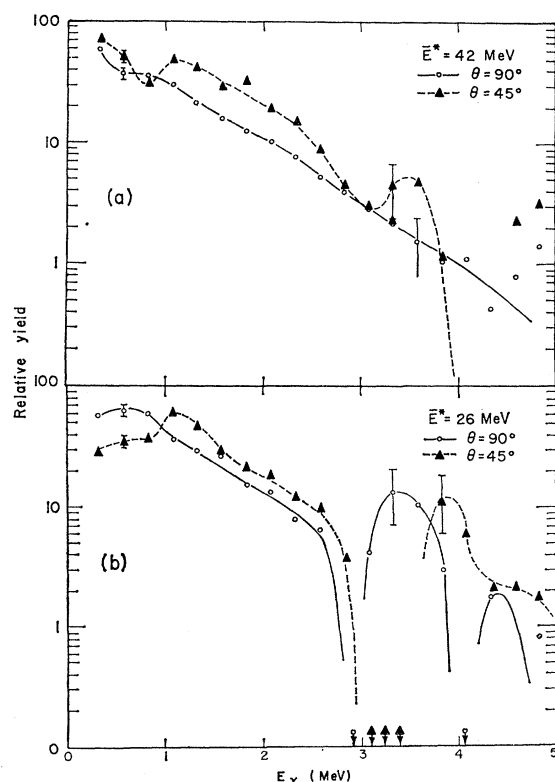 100
Ē* = 42 MeV
θ = 90°
θ = 45°
10
(a)
1
Relative yield
100
Ē* = 26 MeV
θ = 90°
θ = 45°
10
(b)
1
0
0 1 2 3 4 5
Eγ (MeV)